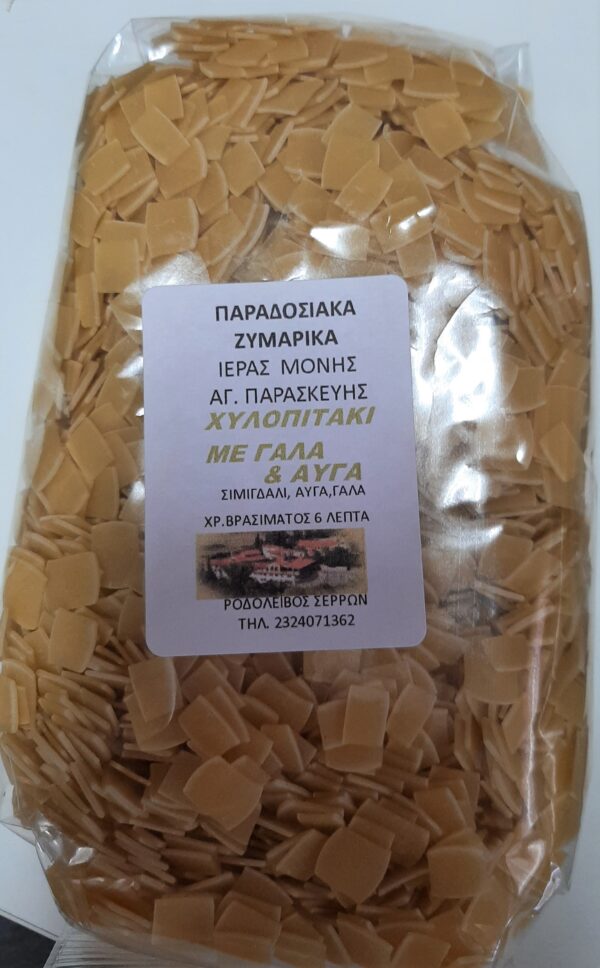 ΠΑΡΑΔΟΣΙΑΚΑ
ΖΥΜΑΡΙΚΑ
ΙΕΡΑΣ ΜΟΝΗΣ
ΑΓ. ΠΑΡΑΣΚΕΥΗΣ
ΧΥΛΟΠΙΤΑΚΙ
ΜΕ ΓΑΛΑ
& ΑΥΓΑ
ΣΙΜΙΓΔΑΛΙ, ΑΥΓΑ,ΓΑΛΑ
ΧΡ.ΒΡΑΣΙΜΑΤΟΣ 6 ΛΕΠΤΑ
ΡΟΔΟΛΕΙΒΟΣ ΣΕΡΡΩΝ
ΤΗΛ. 2324071362